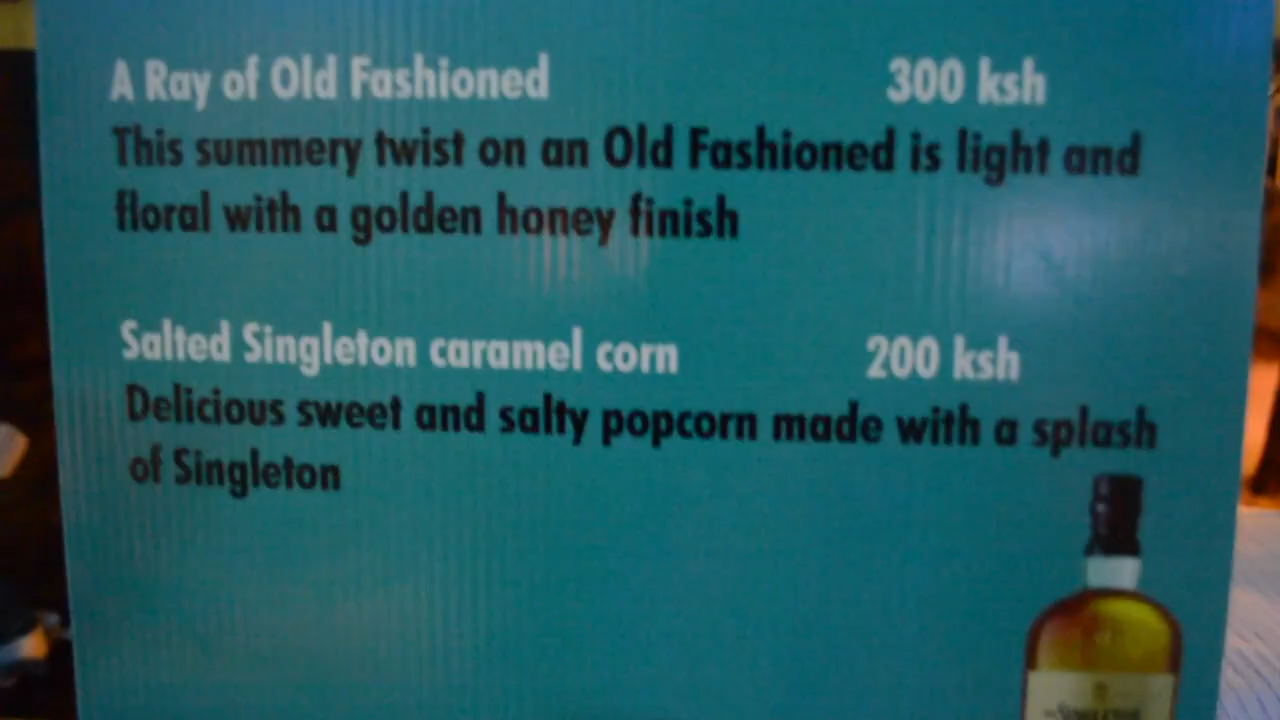 A Ray of Old Fashioned 300 ksh
This summery twist on an Old Fashioned is light and
floral with a golden honey finish
Salted Singleton caramel corn 200 ksh
Delicious sweet and salty popcorn made with a splash
of Singleton